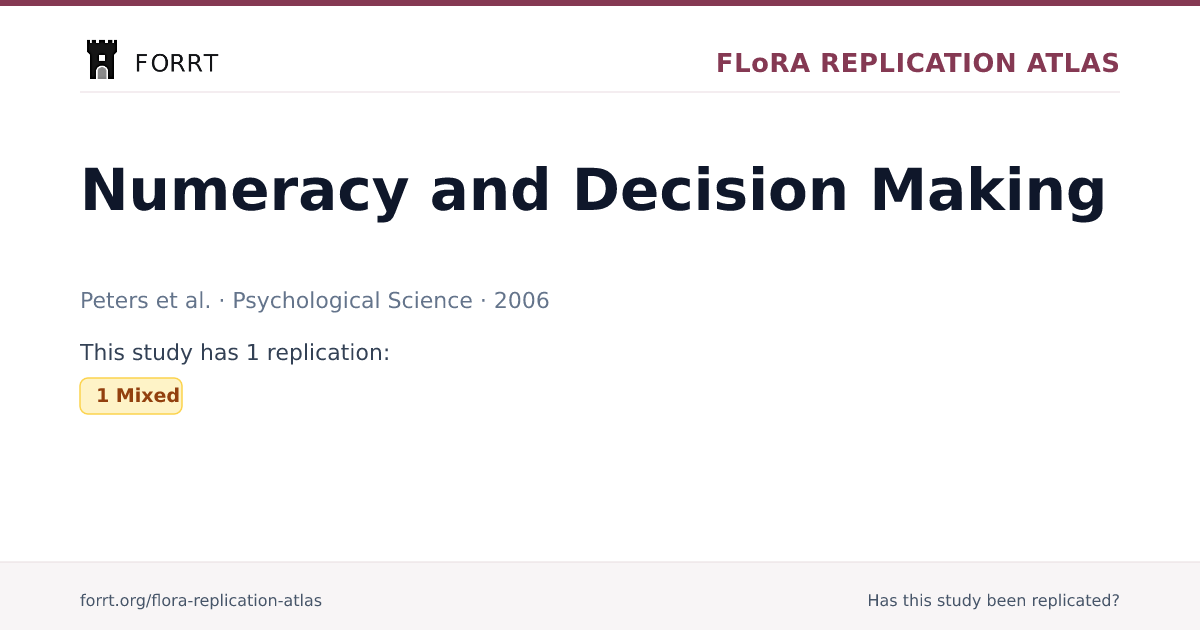 FORRT
FLoRA REPLICATION ATLAS
Numeracy and Decision Making
Peters et al. · Psychological Science · 2006
This study has 1 replication:
1 Mixed
forrt.org/flora-replication-atlas
Has this study been replicated?